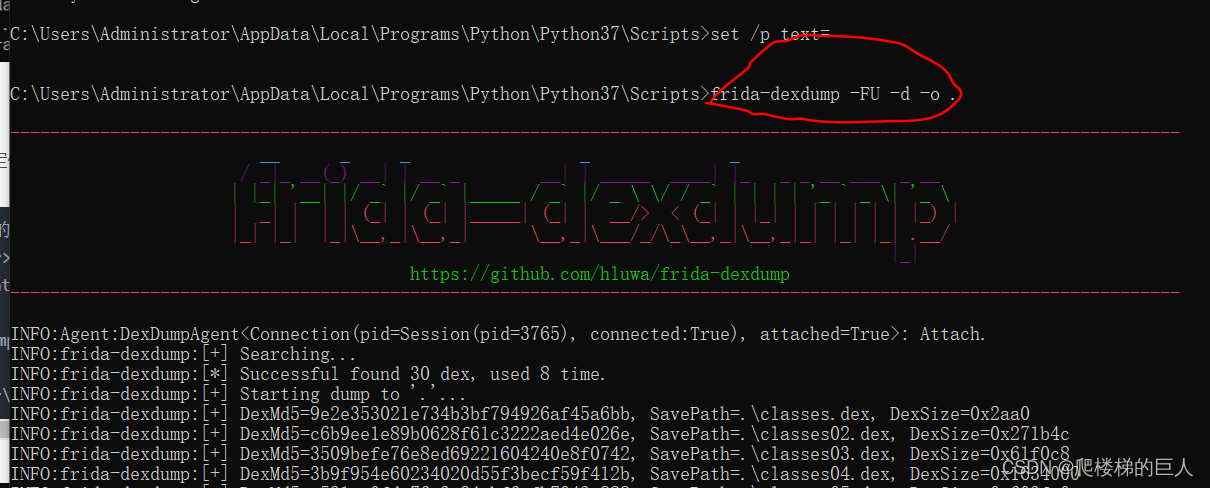 C:\Users\Administrator\AppData\Local\Programs\Python\Python37\Scripts>set /p text=
C:\Users\Administrator\AppData\Local\Programs\Python\Python37\Scripts>frida-dexdump -FU -d -o .
frida-dexdump
https://github.com/hluwa/frida-dexdump
INFO:Agent:DexDumpAgent<Connection(pid=Session(pid=3765), connected:True), attached=True>: Attach.
INFO:frida-dexdump:[+] Searching...
INFO:frida-dexdump:[*] Successful found 30 dex, used 8 time.
INFO:frida-dexdump:[+] Starting dump to '.'...
INFO:frida-dexdump:[+] DexMd5=9e2e353021e734b3bf794926af45a6bb, SavePath=.\classes.dex, DexSize=0x2aa0
INFO:frida-dexdump:[+] DexMd5=c6b9ee1e89b0628f61c3222aed4e026e, SavePath=.\classes02.dex, DexSize=0x271b4c
INFO:frida-dexdump:[+] DexMd5=3509befe76e8ed69221604240e8f0742, SavePath=.\classes03.dex, DexSize=0x61f0c8
INFO:frida-dexdump:[+] DexMd5=3b9f954e60234020d55f3becf59f412b, SavePath=.\classes04.dex,
CSDN @爬楼梯的巨人